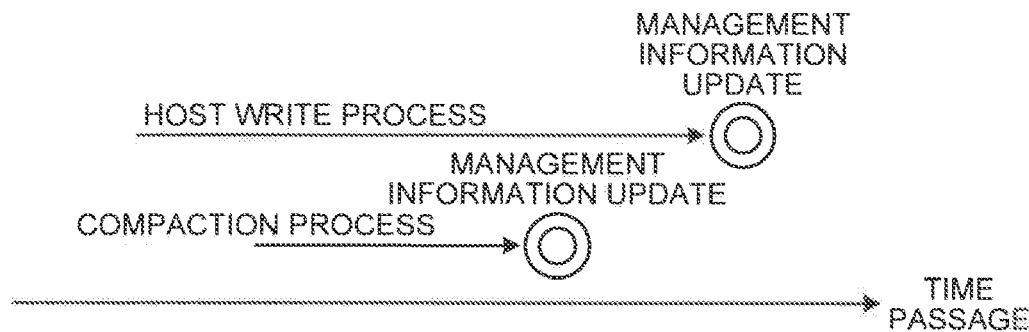 MANAGEMENT
INFORMATION
UPDATE
HOST WRITE PROCESS
MANAGEMENT
INFORMATION UPDATE
COMPACTION PROCESS
TIME
PASSAGE